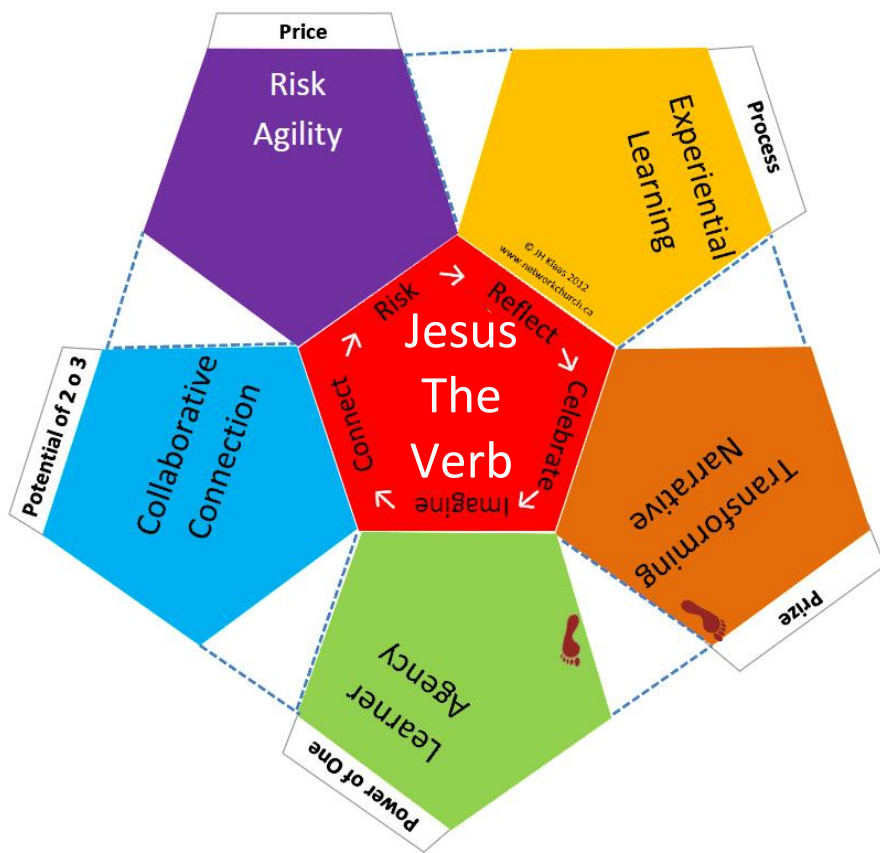 Price
Risk
Agility
Process
Experiential
Learning
© JH Klaas 2012
www.networkchurch.ca
Risk
Reflect
Celebrate
Imagine
Connect
Jesus
The
Verb
Potential of 2 o 3
Collaborative
Connection
Transforming
Narrative
Prize
Learner
Agency
Power of One